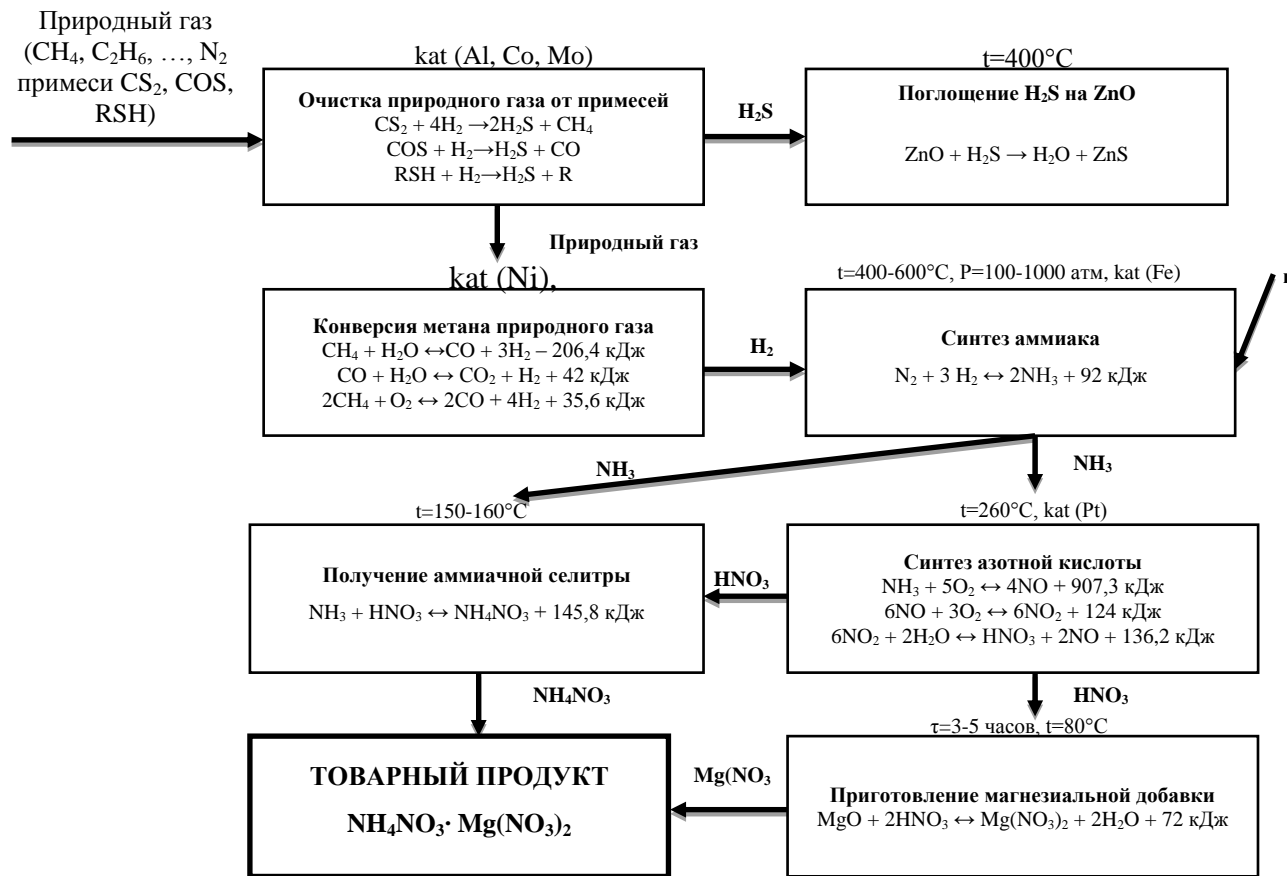 Природный газ
(CH₄, C₂H₆, …, N₂
примеси CS₂, COS,
RSH)
kat (Al, Co, Mo)
Очистка природного газа от примесей
CS₂ + 4H₂ →2H₂S + CH₄
COS + H₂→H₂S + CO
RSH + H₂→H₂S + R
H₂S
t=400°C
Поглощение H₂S на ZnO
ZnO + H₂S → H₂O + ZnS
Природный газ
kat (Ni),
Конверсия метана природного газа
CH₄ + H₂O ↔CO + 3H₂ – 206,4 кДж
CO + H₂O ↔ CO₂ + H₂ + 42 кДж
2CH₄ + O₂ ↔ 2CO + 4H₂ + 35,6 кДж
H₂
t=400-600°C, P=100-1000 атм, kat (Fe)
Синтез аммиака
N₂ + 3 H₂ ↔ 2NH₃ + 92 кДж
NH₃
NH₃
t=150-160°C
Получение аммиачной селитры
NH₃ + HNO₃ ↔ NH₄NO₃ + 145,8 кДж
HNO₃
t=260°C, kat (Pt)
Синтез азотной кислоты
NH₃ + 5O₂ ↔ 4NO + 907,3 кДж
6NO + 3O₂ ↔ 6NO₂ + 124 кДж
6NO₂ + 2H₂O ↔ HNO₃ + 2NO + 136,2 кДж
NH₄NO₃
HNO₃
τ=3-5 часов, t=80°C
ТОВАРНЫЙ ПРОДУКТ
NH₄NO₃· Mg(NO₃)₂
Mg(NO₃
Приготовление магнезиальной добавки
MgO + 2HNO₃ ↔ Mg(NO₃)₂ + 2H₂O + 72 кДж